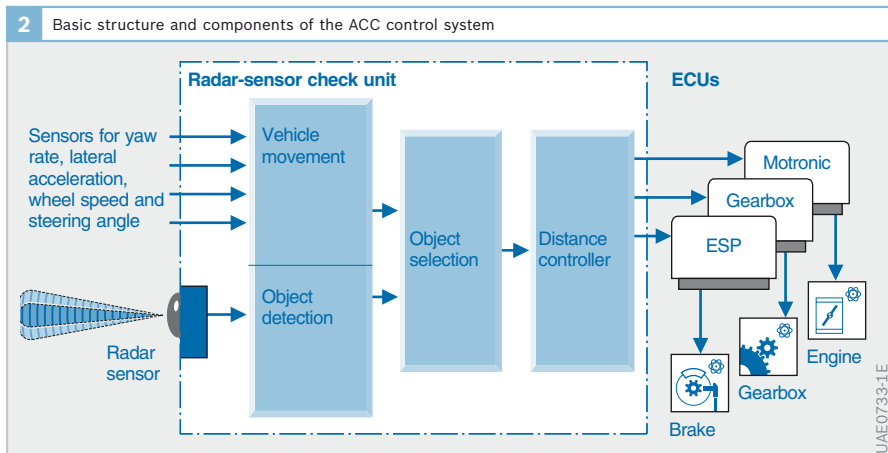 2
Basic structure and components of the ACC control system
Radar-sensor check unit
ECUs
Sensors for yaw
rate, lateral
acceleration,
wheel speed and
steering angle
Vehicle
movement
Object
detection
Object
selection
Distance
controller
Motronic
Gearbox
ESP
Radar
sensor
Engine
Gearbox
Brake
UAE0733-1E